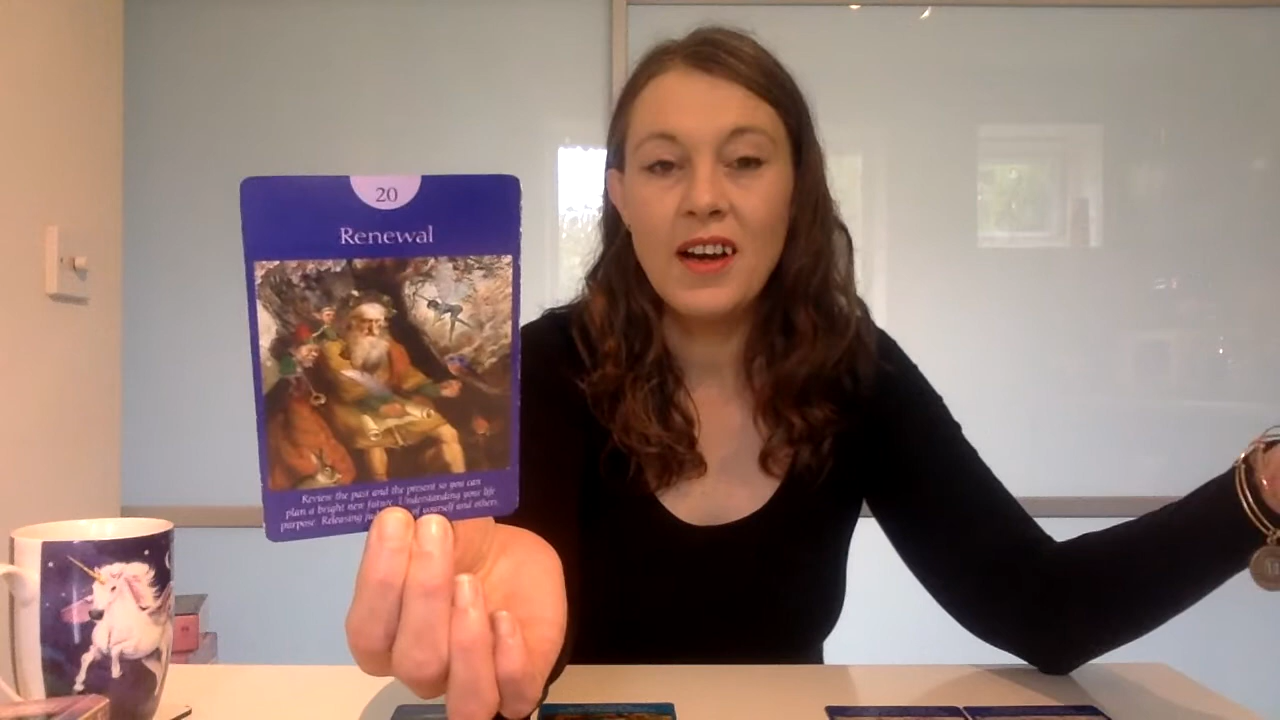 20
Renewal
Review the past and the present so you can
plan a bright new future. Understanding your life
purpose. Releasing of yourself and others.